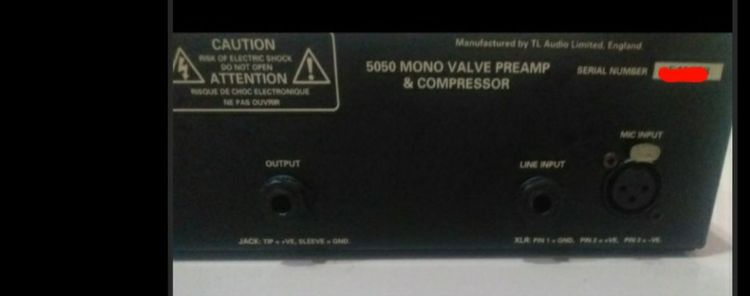 CAUTION
RISK OF ELECTRIC SHOCK
DO NOT OPEN
ATTENTION
RISQUE DE CHOC ELECTRONIQUE
NE PAS OUVRIR
Manufactured by TL Audio Limited, England.
5050 MONO VALVE PREAMP
& COMPRESSOR
SERIAL NUMBER
MIC INPUT
OUTPUT
LINE INPUT
JACK: TIP = +VE, SLEEVE = GND.
XLR: PIN 1 = GND, PIN 2 = +VE, PIN 3 = -VE.